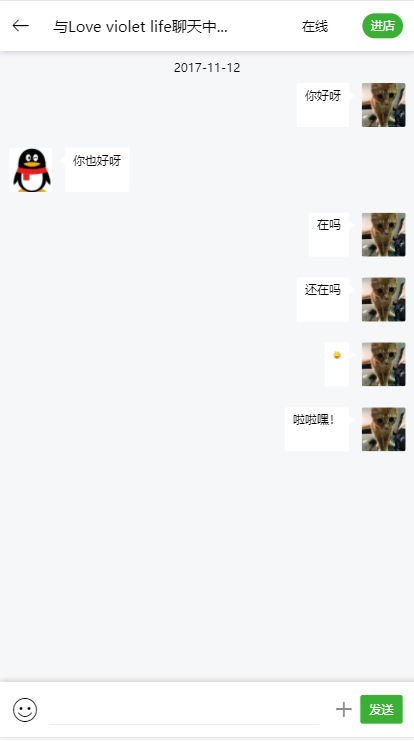 与Love violet life聊天中...
在线
进店
2017-11-12
你好呀
你也好呀
在吗
还在吗
😄
啦啦嘿!
发送